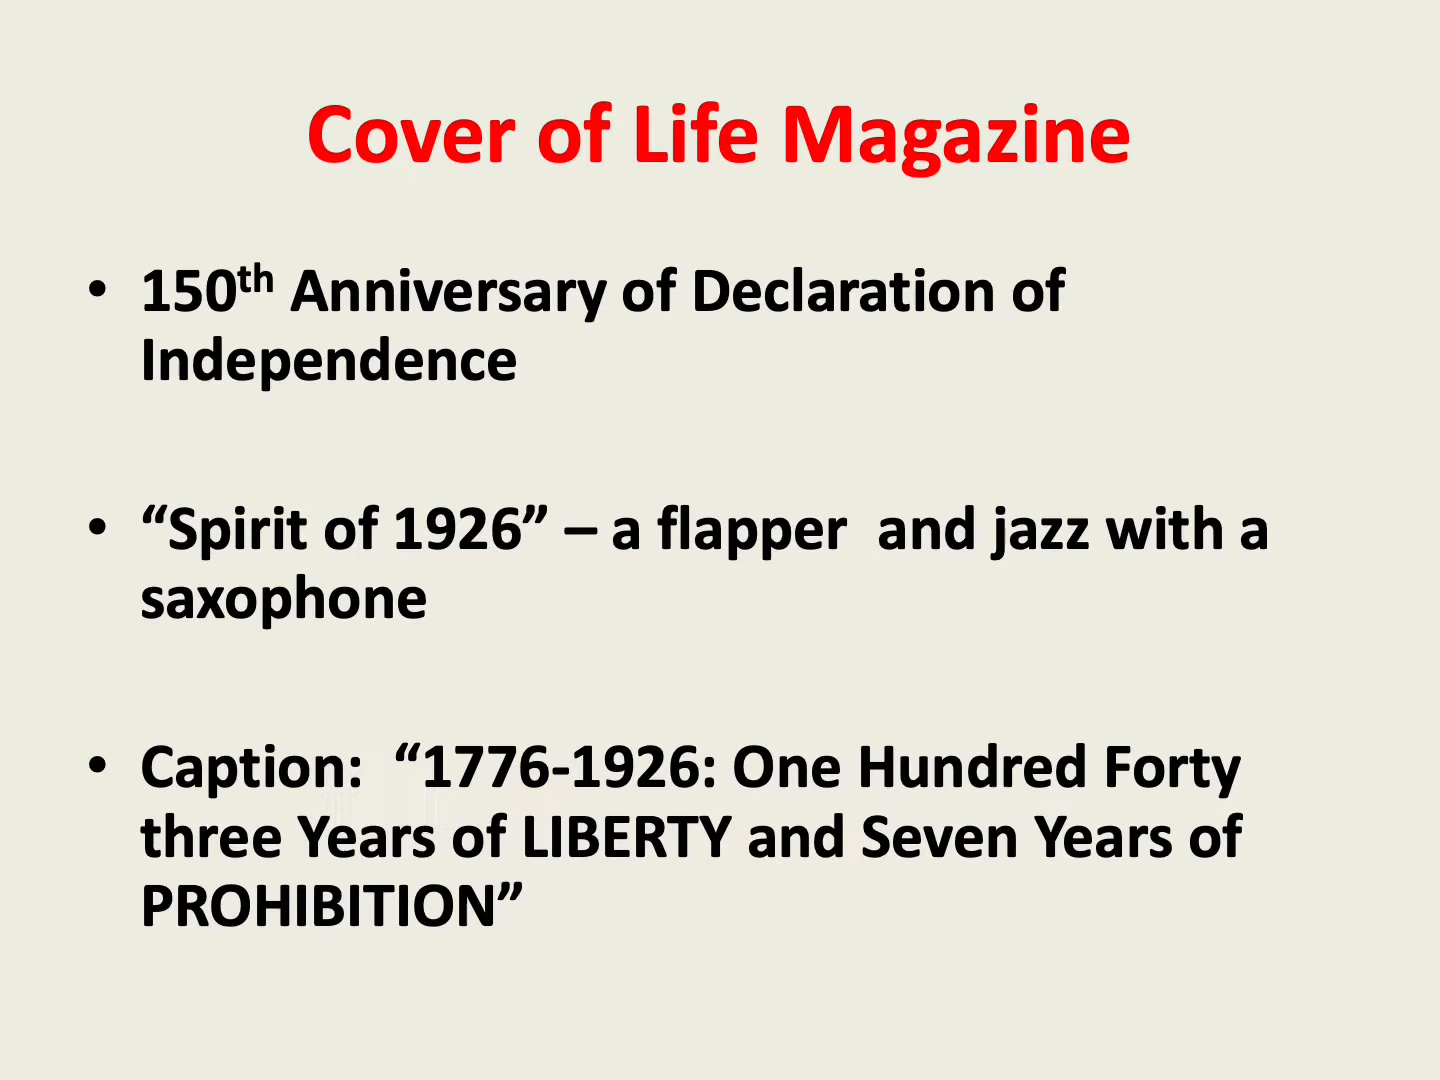 Cover of Life Magazine
• 150th Anniversary of Declaration of
Independence
• “Spirit of 1926” – a flapper  and jazz with a
saxophone
• Caption:  “1776-1926: One Hundred Forty
three Years of LIBERTY and Seven Years of
PROHIBITION”